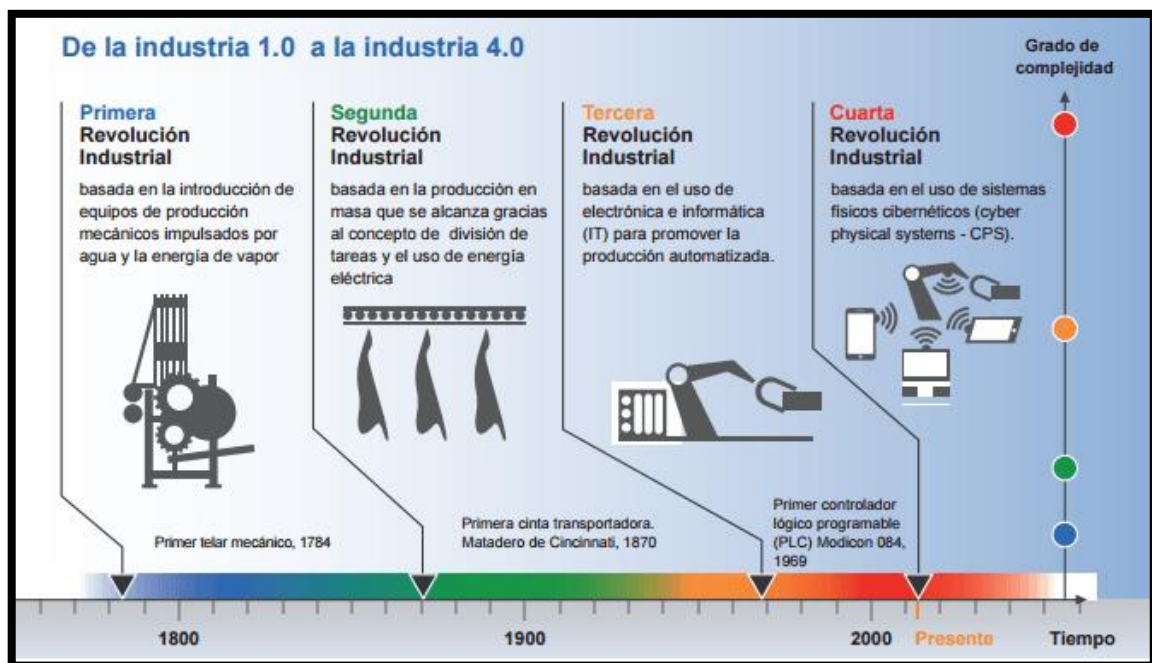 De la industria 1.0 a la industria 4.0
Grado de
complejidad
Primera
Revolución
Industrial
basada en la introducción de
equipos de producción
mecánicos impulsados por
agua y la energía de vapor
Segunda
Revolución
Industrial
basada en la producción en
masa que se alcanza gracias
al concepto de división de
tareas y el uso de energía
eléctrica
Tercera
Revolución
Industrial
basada en el uso de
electrónica e informática
(IT) para promover la
producción automatizada.
Cuarta
Revolución
Industrial
basada en el uso de sistemas
físicos cibernéticos (cyber
physical systems - CPS).
Primer telar mecánico, 1784
Primera cinta transportadora.
Matadero de Cincinnati, 1870
Primer controlador
lógico programable
(PLC) Modicon 084,
1969
1800
1900
2000
Presente
Tiempo